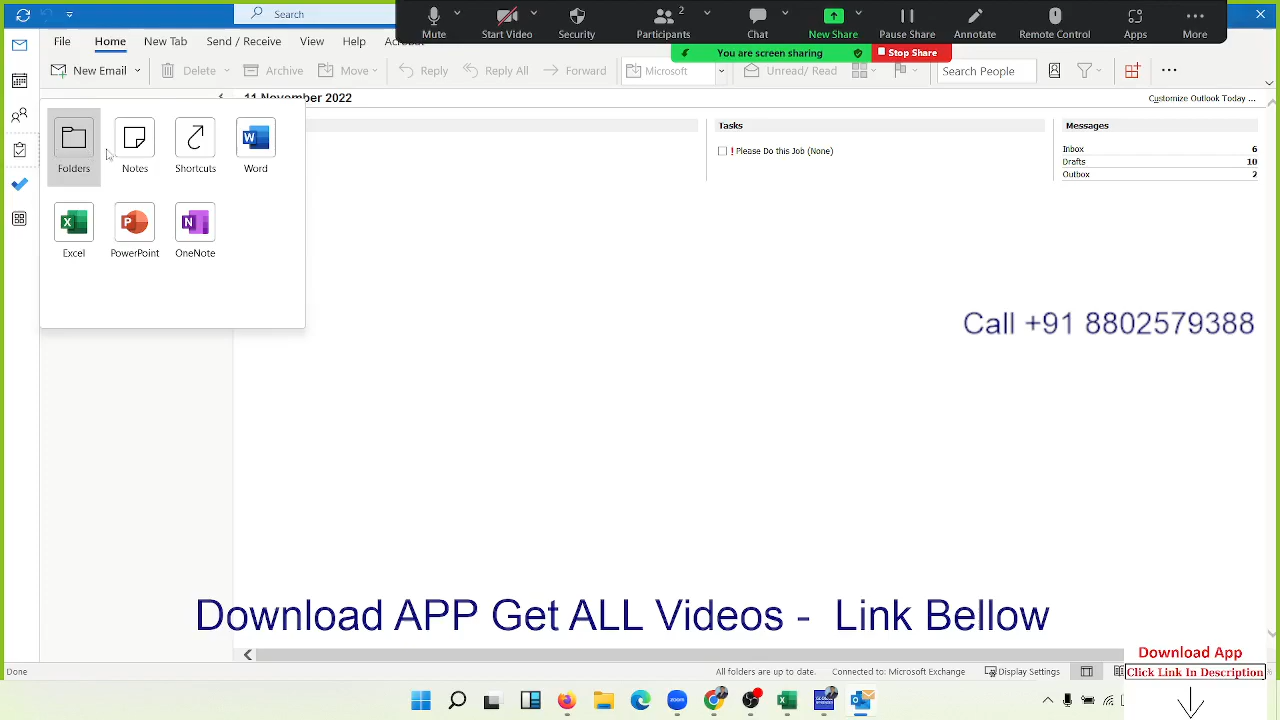 Search
Mute
Start Video
Security
Participants
2
Chat
New Share
Pause Share
Annotate
Remote Control
Apps
More
You are screen sharing
Stop Share
File
Home
New Tab
Send / Receive
View
Help
New Email
Delete
Archive
Move
Reply
Reply All
Forward
Microsoft
Unread/ Read
Search People
11 November 2022
Customize Outlook Today ...
Folders
Notes
Shortcuts
Word
Excel
PowerPoint
OneNote
Tasks
! Please Do this Job (None)
Messages
Inbox 6
Drafts 10
Outbox 2
Call +91 8802579388
Download APP Get ALL Videos - Link Bellow
Download App
Click Link In Description
Done
All folders are up to date.
Connected to: Microsoft Exchange
Display Settings
zoom